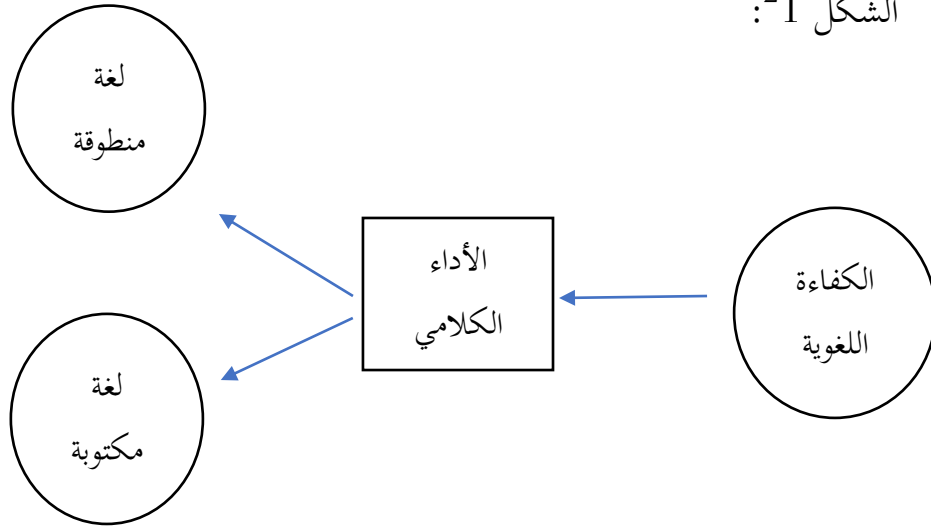 الشكل 1-:
الكفاءة
اللغوية
الأداء
الكلامي
لغة
منطوقة
لغة
مكتوبة